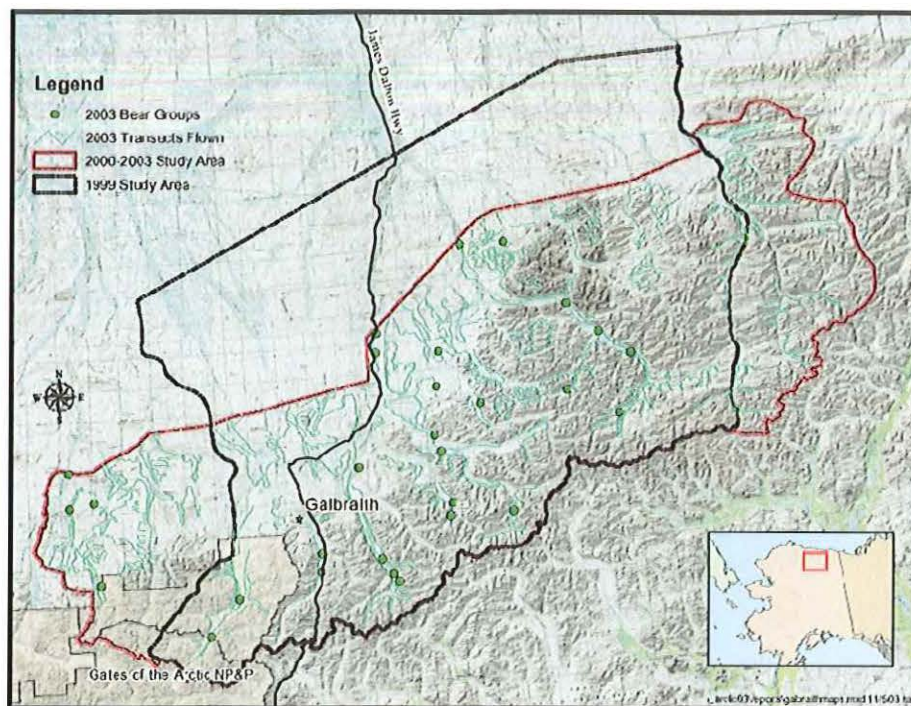 James Dalton Hwy
Legend
2003 Bear Groups
2003 Transects Flown
2000-2003 Study Area
1999 Study Area
N
W E
S
Galbraith
Gates of the Arctic NP&P